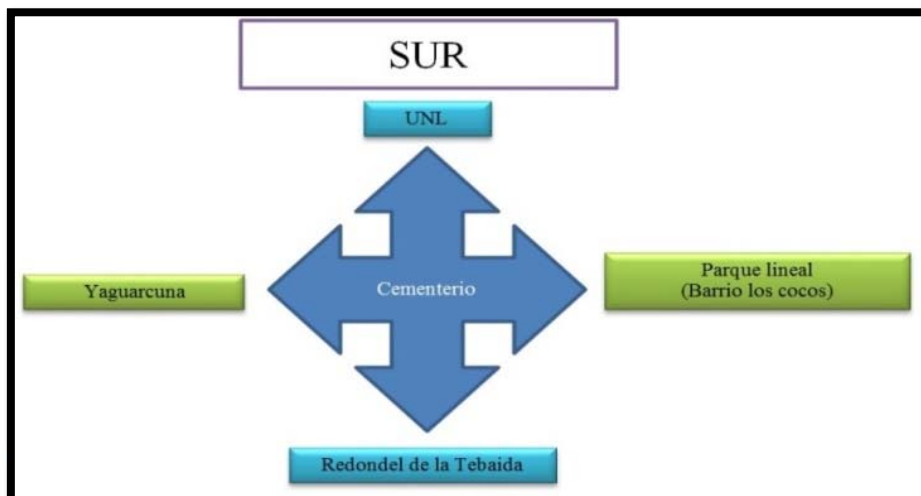 SUR
UNL
Yaguarcuna
Cementerio
Parque lineal
(Barrio los cocos)
Redondel de la Tebaida